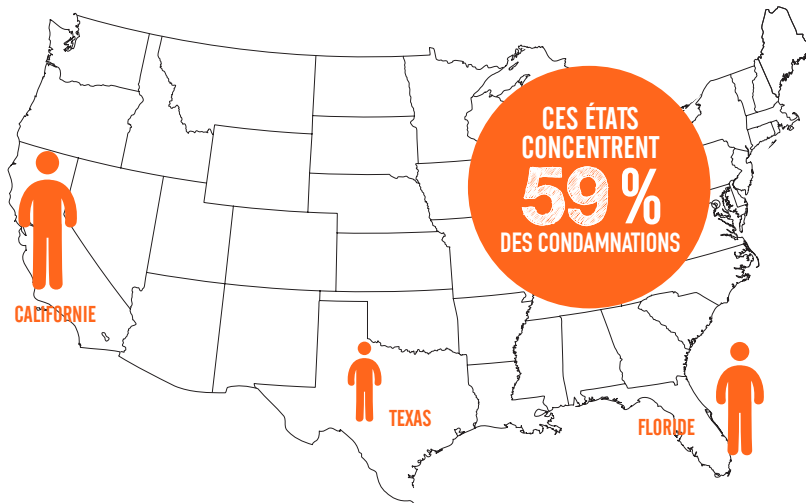 CES ÉTATS
CONCENTRENT
59 %
DES CONDAMNATIONS
CALIFORNIE
TEXAS
FLORIDE